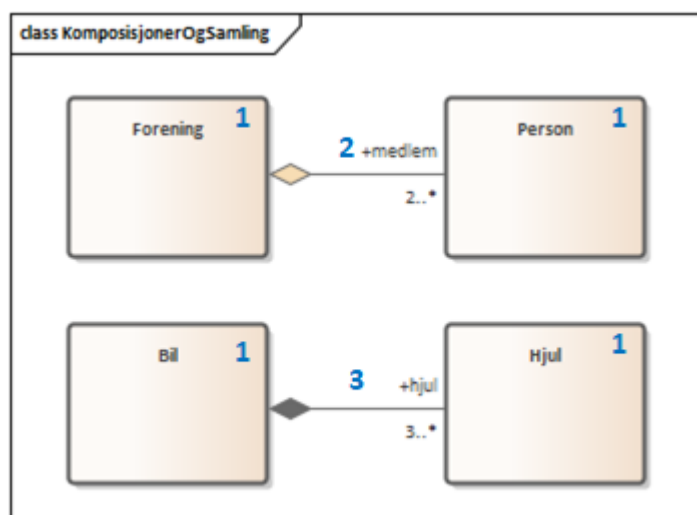 class KomposisjonerOgSamling
Forening 1
2 +medlem
2..*
Person 1
Bil 1
3 +hjul
3..*
Hjul 1